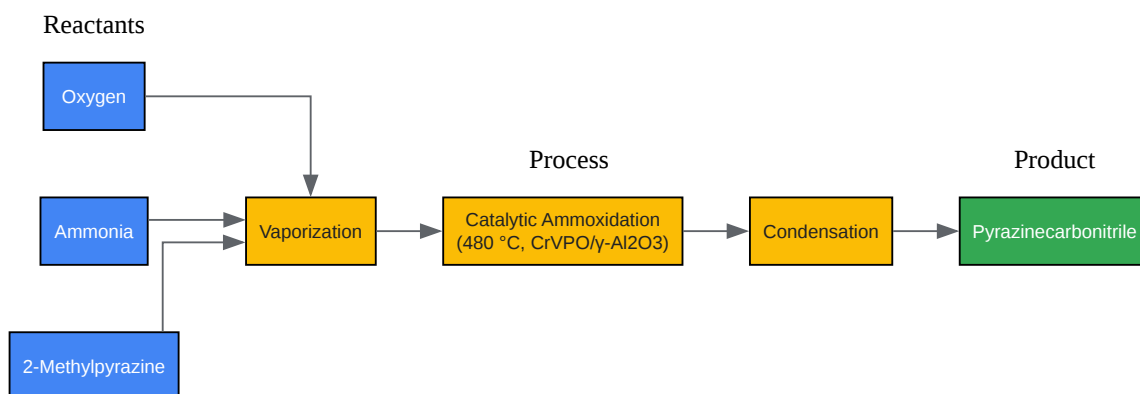 Reactants
Oxygen
Process
Product
Ammonia
Vaporization
Catalytic Ammoxidation
(480 °C, CrVPO/γ-Al2O3)
Condensation
Pyrazinecarbonitrile
2-Methylpyrazine